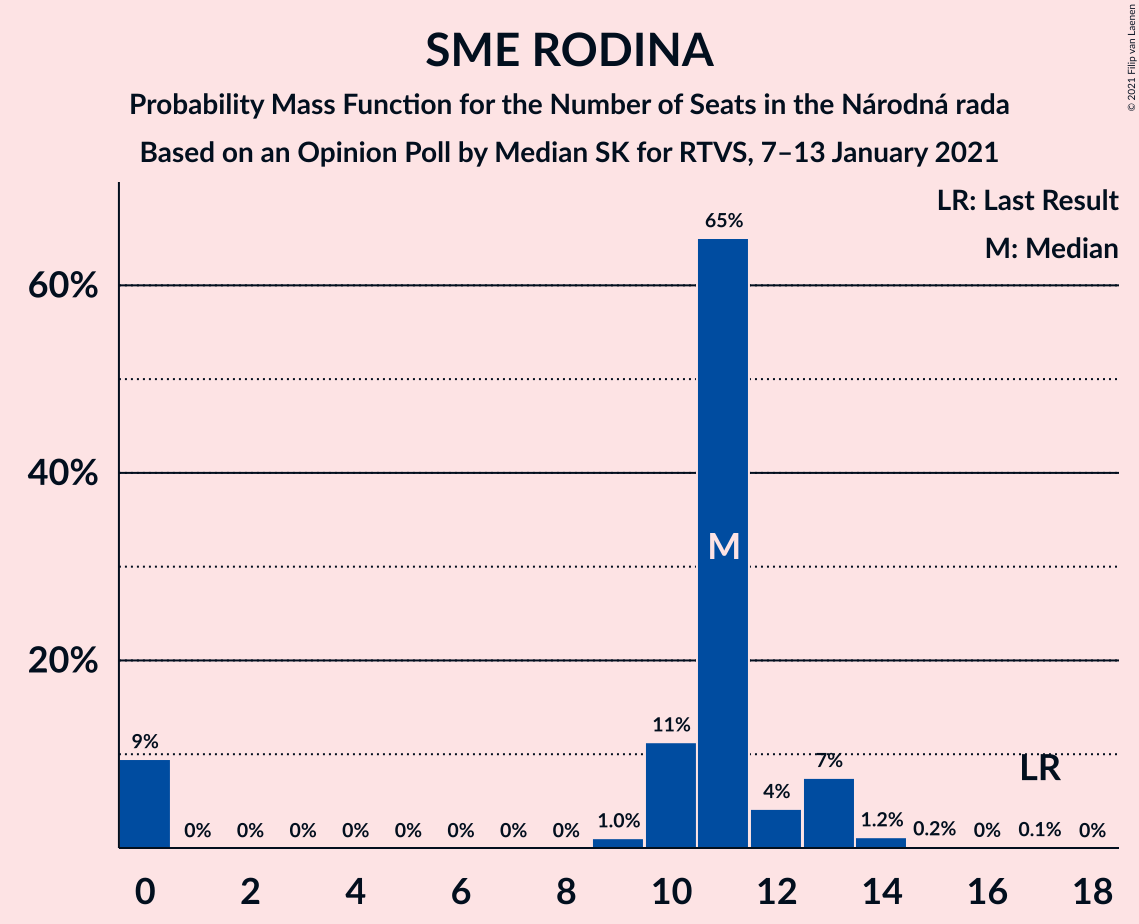 SME RODINA
Probability Mass Function for the Number of Seats in the Národná rada
Based on an Opinion Poll by Median SK for RTVS, 7–13 January 2021
© 2021 Filip van Laenen
LR: Last Result
M: Median
65%
60%
40%
M
20%
11%
9%
7%
LR
4%
0% 0% 0% 0% 0% 0% 0% 0% 1.0% 1.2% 0.2% 0% 0.1% 0%
0 2 4 6 8 10 12 14 16 18